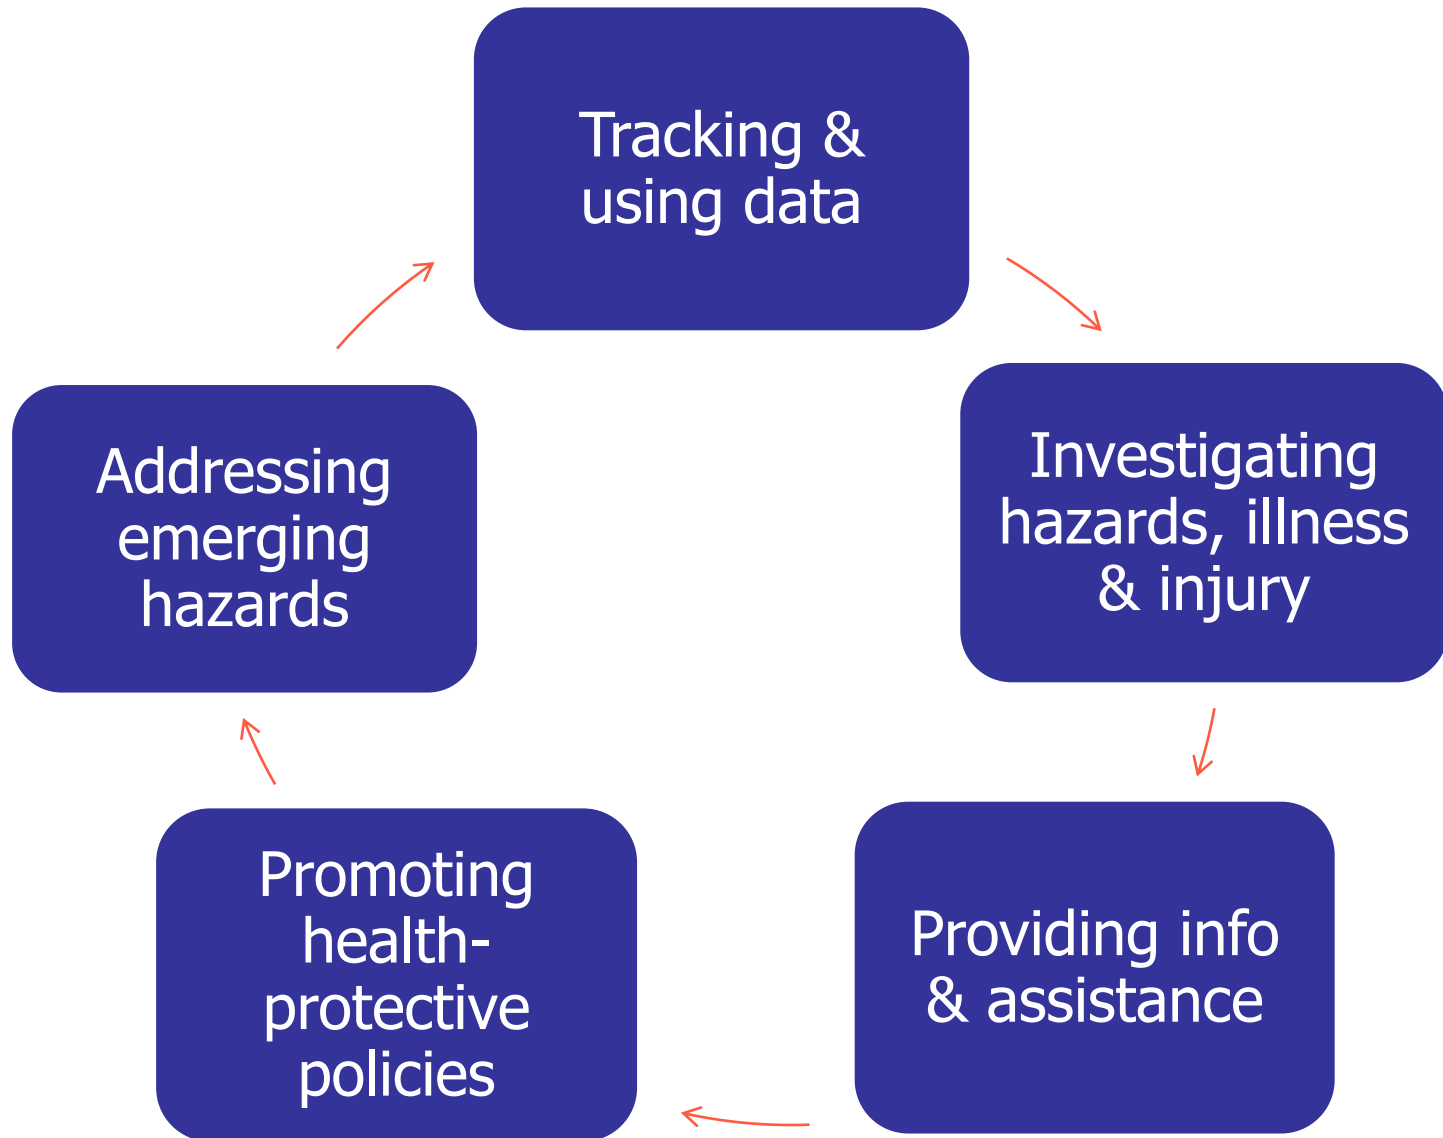 Tracking &
using data
Investigating
hazards, illness
& injury
Providing info
& assistance
Promoting
health-
protective
policies
Addressing
emerging
hazards